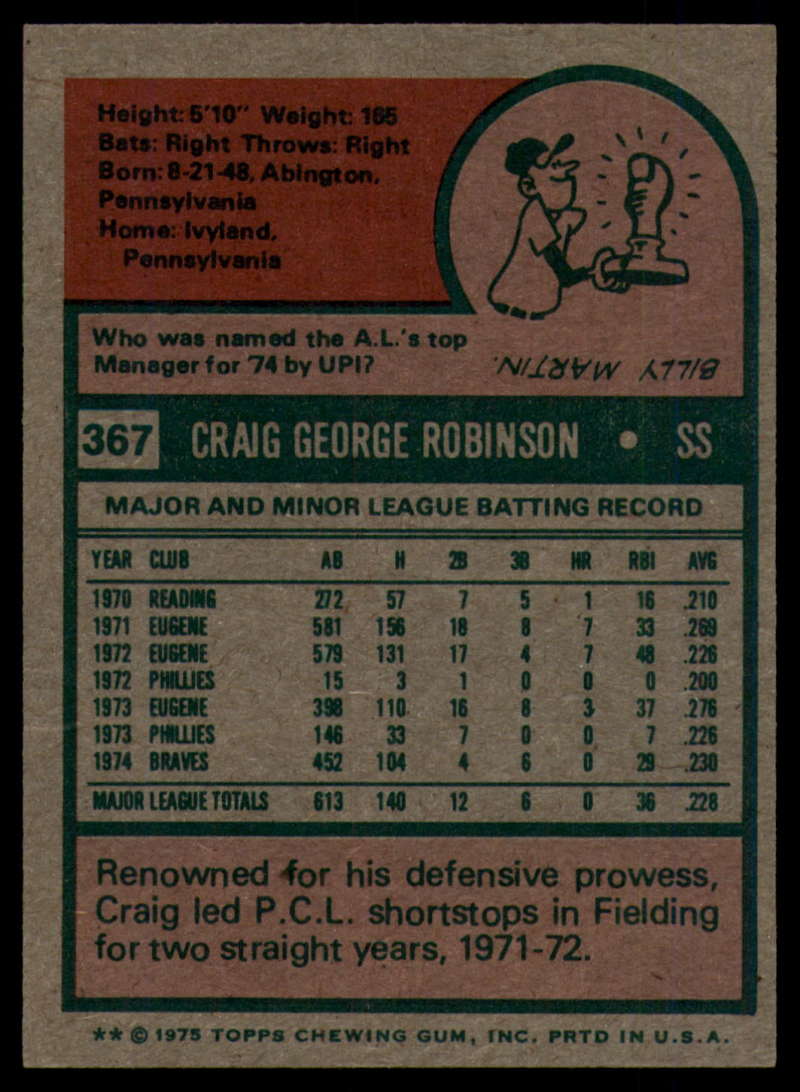 Height: 5'10" Weight: 165
Bats: Right Throws: Right
Born: 8-21-48, Abington,
Pennsylvania
Home: Ivyland,
Pennsylvania
Who was named the A.L.'s top
Manager for '74 by UPI?
BILLY MARTIN.
367 CRAIG GEORGE ROBINSON • SS
MAJOR AND MINOR LEAGUE BATTING RECORD
YEAR CLUB AB H 2B 3B HR RBI AVG
1970 READING 272 57 7 5 1 16 .210
1971 EUGENE 581 156 18 8 7 33 .269
1972 EUGENE 579 131 17 4 7 48 .226
1972 PHILLIES 15 3 1 0 0 0 .200
1973 EUGENE 398 110 16 8 3 37 .276
1973 PHILLIES 146 33 7 0 0 7 .226
1974 BRAVES 452 104 4 6 0 29 .230
MAJOR LEAGUE TOTALS 613 140 12 6 0 36 .228
Renowned for his defensive prowess,
Craig led P.C.L. shortstops in Fielding
for two straight years, 1971-72.
** © 1975 TOPPS CHEWING GUM, INC. PRTD IN U.S.A.